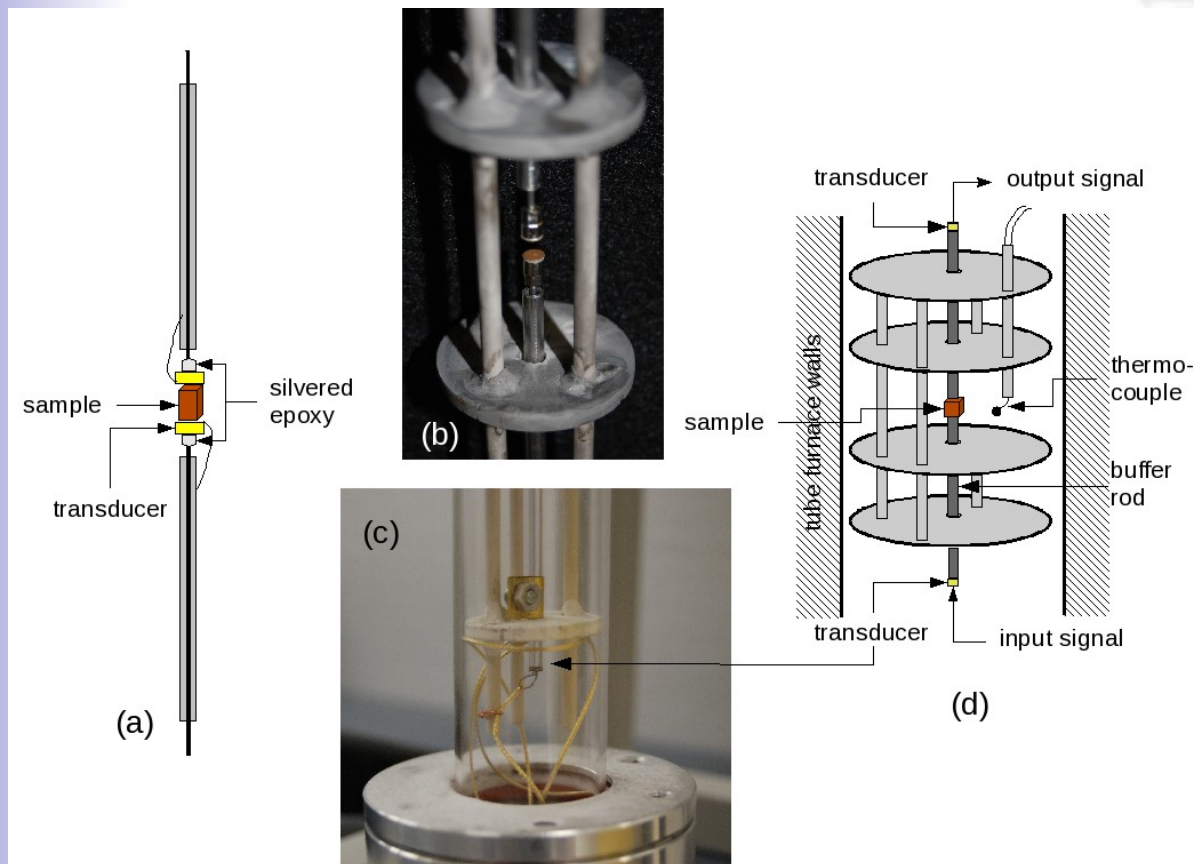 (a)
sample
silvered
epoxy
transducer
(b)
(c)
transducer
output signal
tube furnace walls
thermo-
couple
sample
buffer
rod
transducer
input signal
(d)